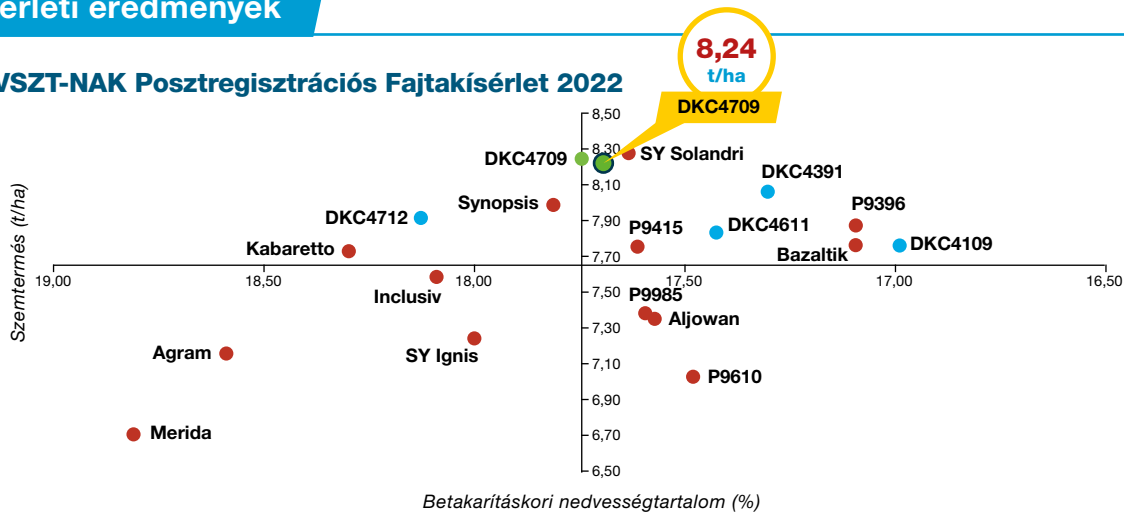 erleti eredmények
8,24
t/ha
DKC4709
VSZT-NAK Posztregisztrációs Fajtakísérlet 2022
8,50
8,30
8,10
7,90
7,70
7,50
7,30
7,10
6,90
6,70
6,50
DKC4709
SY Solandri
DKC4391
Synopsis
P9396
DKC4712
P9415
DKC4611
Kabaretto
Bazaltik
DKC4109
19,00
18,50
18,00
17,50
17,00
16,50
Inclusiv
P9985
Aljowan
Agram
SY Ignis
P9610
Merida
Szemtermés (t/ha)
Betakarításkori nedvességtartalom (%)